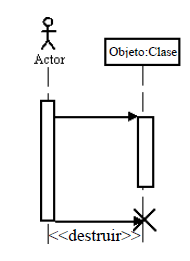 Actor
Objeto:Clase
<<destruir>>